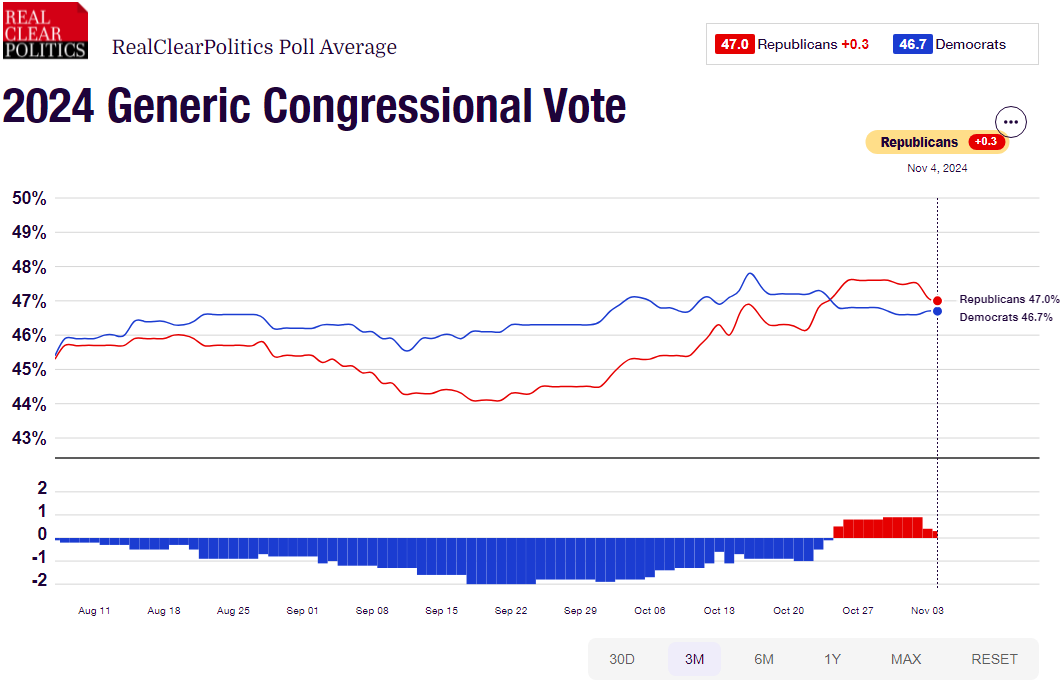 REAL
CLEAR
POLITICS
RealClearPolitics Poll Average
47.0 Republicans +0.3 46.7 Democrats
2024 Generic Congressional Vote
Republicans +0.3
Nov 4, 2024
50%
49%
48%
47%
46%
45%
44%
43%
Republicans 47.0%
Democrats 46.7%
2
1
0
-1
-2
Aug 11 Aug 18 Aug 25 Sep 01 Sep 08 Sep 15 Sep 22 Sep 29 Oct 06 Oct 13 Oct 20 Oct 27 Nov 03
30D 3M 6M 1Y MAX RESET